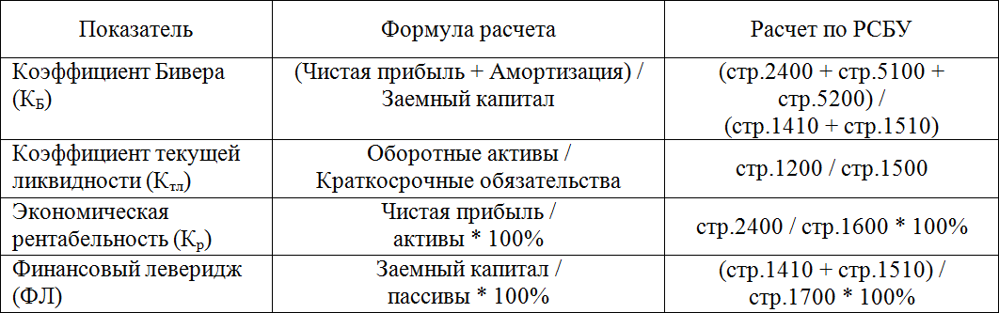 Показатель
Формула расчета
Расчет по РСБУ
Коэффициент Бивера
(КБ)
(Чистая прибыль + Амортизация) /
Заемный капитал
(стр.2400 + стр.5100 +
стр.5200) /
(стр.1410 + стр.1510)
Коэффициент текущей
ликвидности (Ктл)
Оборотные активы /
Краткосрочные обязательства
стр.1200 / стр.1500
Экономическая
рентабельность (Кр)
Чистая прибыль /
активы * 100%
стр.2400 / стр.1600 * 100%
Финансовый леверидж
(ФЛ)
Заемный капитал /
пассивы * 100%
(стр.1410 + стр.1510) /
стр.1700 * 100%